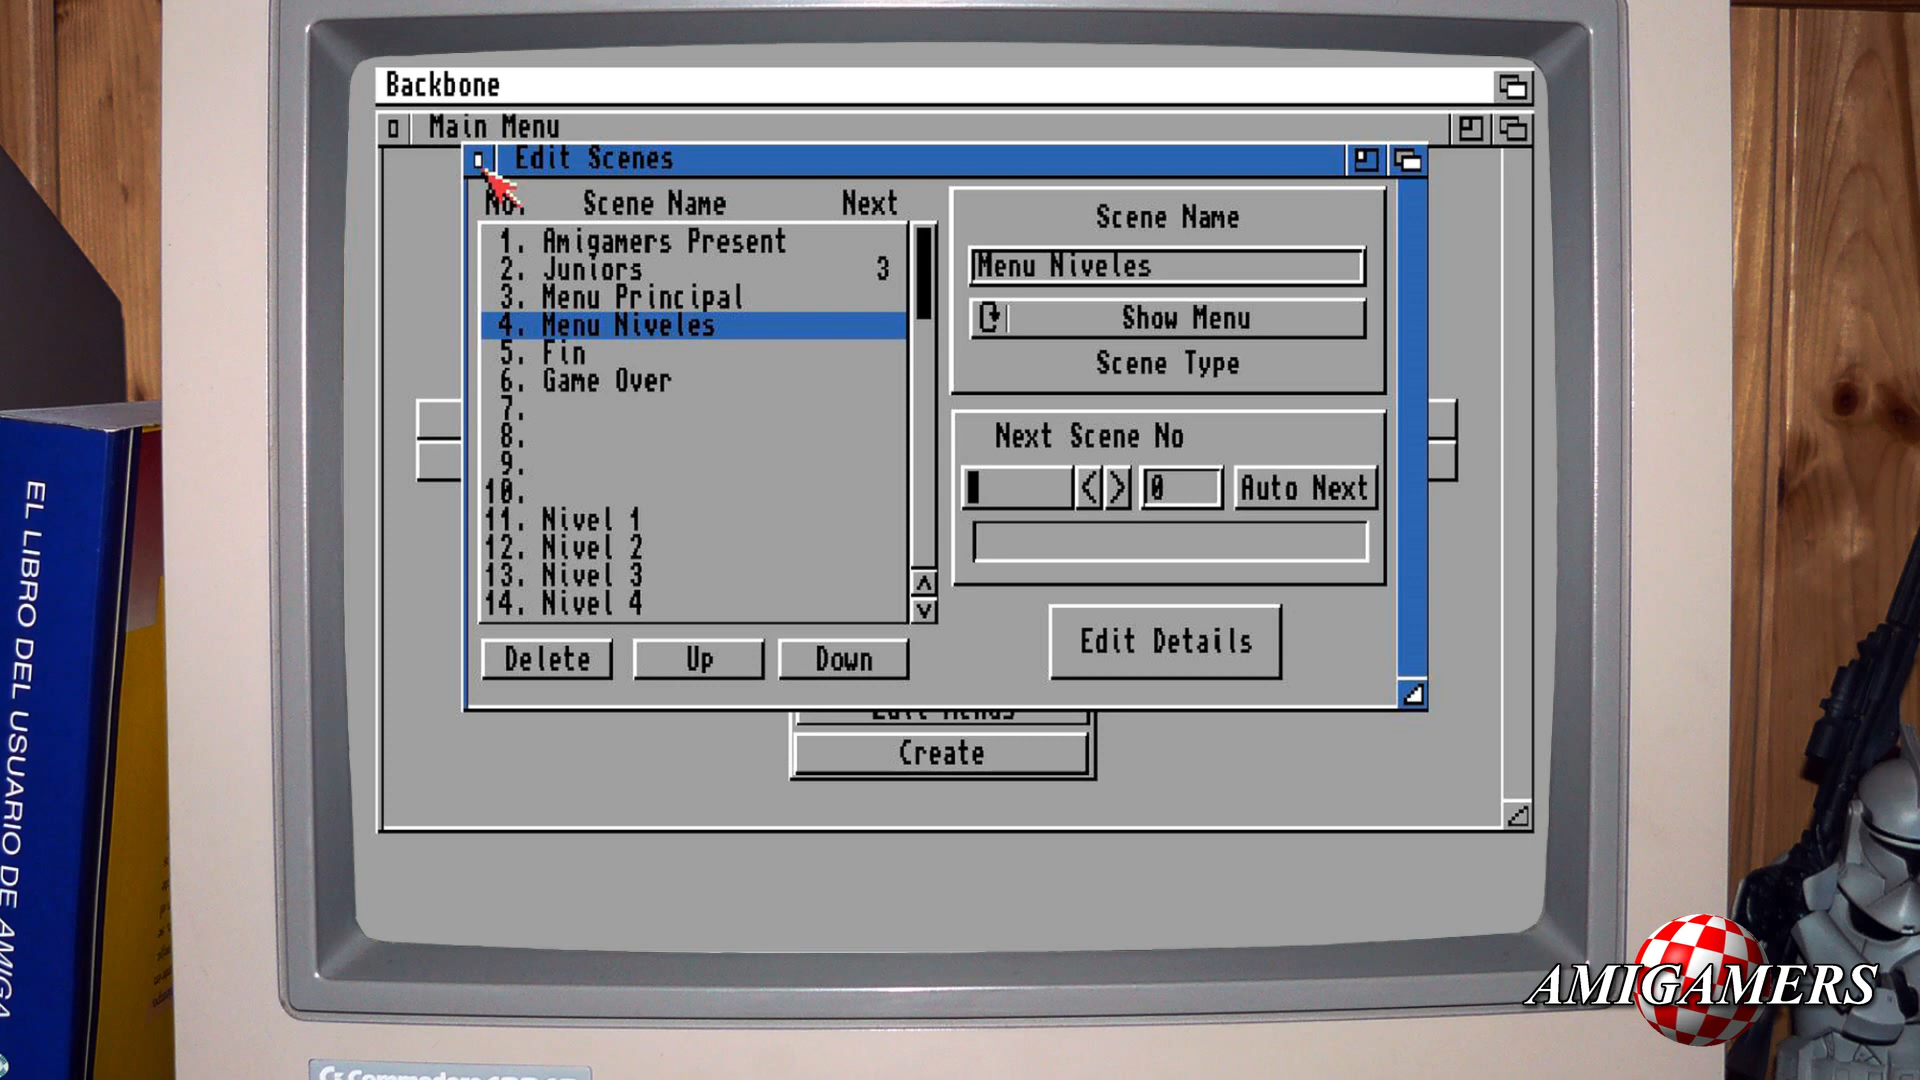 Backbone
Main Menu
Edit Scenes
No. Scene Name Next
1. Amigamers Present
2. Juniors 3
3. Menu Principal
4. Menu Niveles
5. Fin
6. Game Over
7.
8.
9.
10.
11. Nivel 1
12. Nivel 2
13. Nivel 3
14. Nivel 4
Delete Up Down
Scene Name
Menu Niveles
Show Menu
Scene Type
Next Scene No
< > 0 Auto Next
Edit Details
Edit Menus
Create
EL LIBRO DEL USUARIO DE AMIGA
AMIGAMERS
Commodore